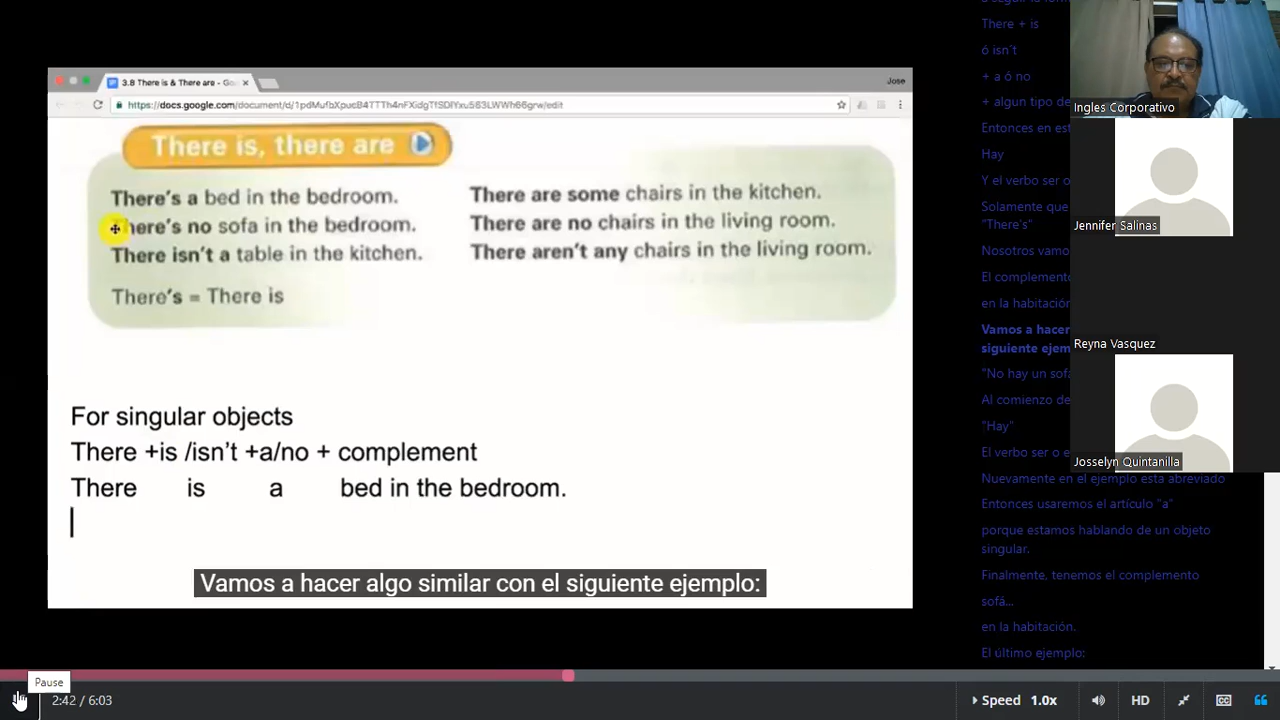 3.8 There is & There are - Go
Jose
https://docs.google.com/document/d/1pdMufbXpucB4TTTh4nFXidgTfSDIYxu583LWWh66grw/edit
There is, there are
There's a bed in the bedroom.
There's no sofa in the bedroom.
There isn't a table in the kitchen.
There's = There is
There are some chairs in the kitchen.
There are no chairs in the living room.
There aren't any chairs in the living room.
For singular objects
There +is /isn't +a/no + complement
There is a bed in the bedroom.
Vamos a hacer algo similar con el siguiente ejemplo:
Pause
2:42 / 6:03
Speed 1.0x
HD
CC
There + is
ó isn't
+ a ó no
+ algun tipo de
Entonces en est
Hay
Y el verbo ser o
Solamente que
"There's"
Nosotros vamo
El complemento
en la habitación
Vamos a hacer
siguiente ejem
"No hay un sofá
Al comienzo de
"Hay"
El verbo ser o e
Nuevamente en el ejemplo está abreviado
Entonces usaremos el artículo "a"
porque estamos hablando de un objeto
singular.
Finalmente, tenemos el complemento
sofá...
en la habitación.
El último ejemplo:
Ingles Corporativo
Jennifer Salinas
Reyna Vasquez
Josselyn Quintanilla